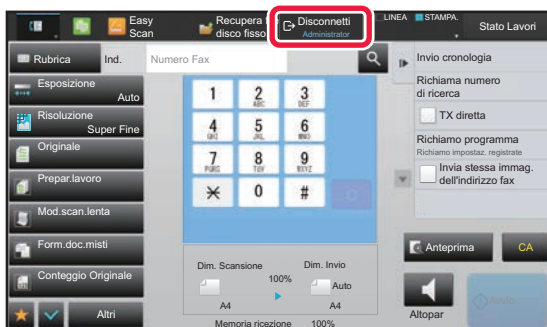 Easy
Scan
Recupera
disco fisso
Disconnetti
Administrator
LINEA
STAMPA.
Stato Lavori
Rubrica
Ind.
Numero Fax
Invio cronologia
Esposizione
Auto
Richiama numero
di ricerca
Risoluzione
Super Fine
TX diretta
Originale
Richiamo programma
Richiamo impostaz. registrate
Prepar.lavoro
Invia stessa immag.
dell'indirizzo fax
Mod.scan.lenta
Form.doc.misti
Conteggio Originale
Altri
1
2
ABC
3
DEF
4
GHI
5
JKL
6
MNO
7
PQRS
8
TUV
9
WXYZ
0
#
Dim. Scansione
Dim. Invio
100%
Auto
A4
A4
Memoria ricezione 100%
Anteprima
CA
Altopar
Avvio